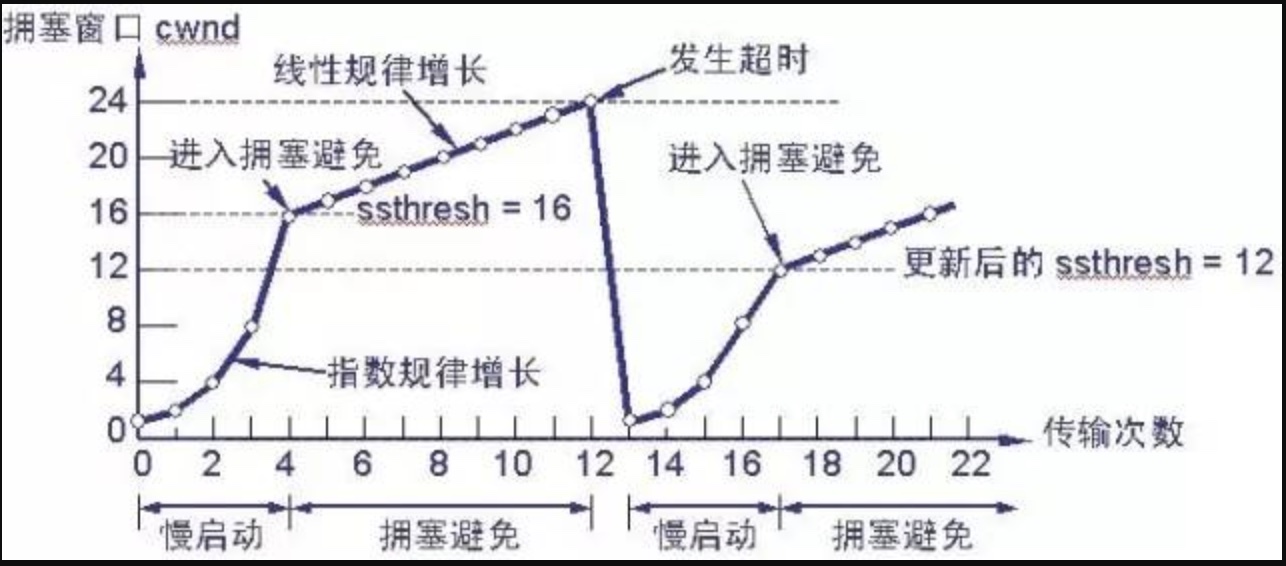 拥塞窗口 cwnd
发生超时
线性规律增长
24
进入拥塞避免
进入拥塞避免
20
ssthresh = 16
16
12
更新后的 ssthresh = 12
8
指数规律增长
4
0
传输次数
0 2 4 6 8 10 12 14 16 18 20 22
慢启动 拥塞避免 慢启动 拥塞避免